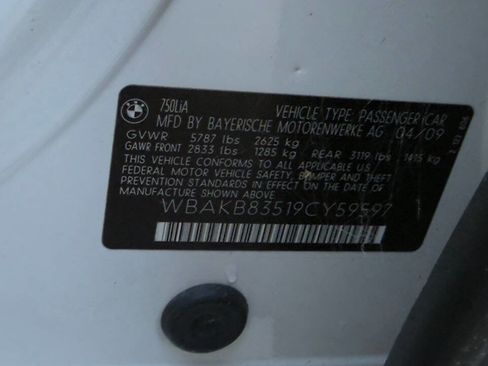 BMW
750LiA
VEHICLE TYPE PASSENGER CAR
MFD BY BAYERISCHE MOTORENWERKE AG 04/09
GVWR 5787 lbs 2625 kg
GAWR FRONT 2833 lbs 1285 kg REAR 3119 lbs 1415 kg
THIS VEHICLE CONFORMS TO ALL APPLICABLE US
FEDERAL MOTOR VEHICLE SAFETY, BUMPER AND THEFT
PREVENTION STANDARDS IN EFFECT ON THE DATE OF
MANUFACTURE SHOWN ABOVE.
WBAKB83519CY59597